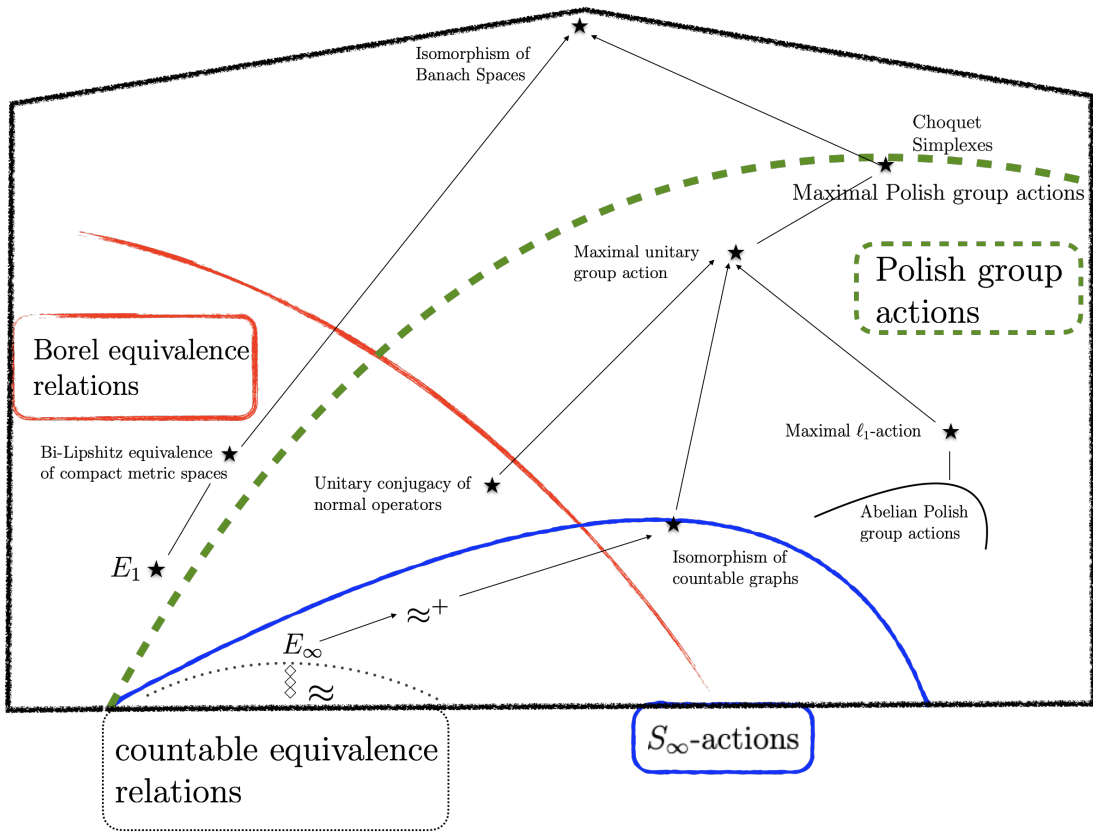 Isomorphism of
Banach Spaces
Choquet
Simplexes
Maximal Polish group actions
Maximal unitary
group action
Polish group
actions
Borel equivalence
relations
Bi-Lipshitz equivalence
of compact metric spaces
Maximal ℓ₁-action
Unitary conjugacy of
normal operators
Abelian Polish
group actions
Isomorphism of
countable graphs
E₁
≈⁺
E∞
≈
countable equivalence
relations
S∞-actions